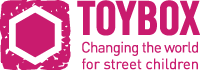 TOYBOX
Changing the world
for street children